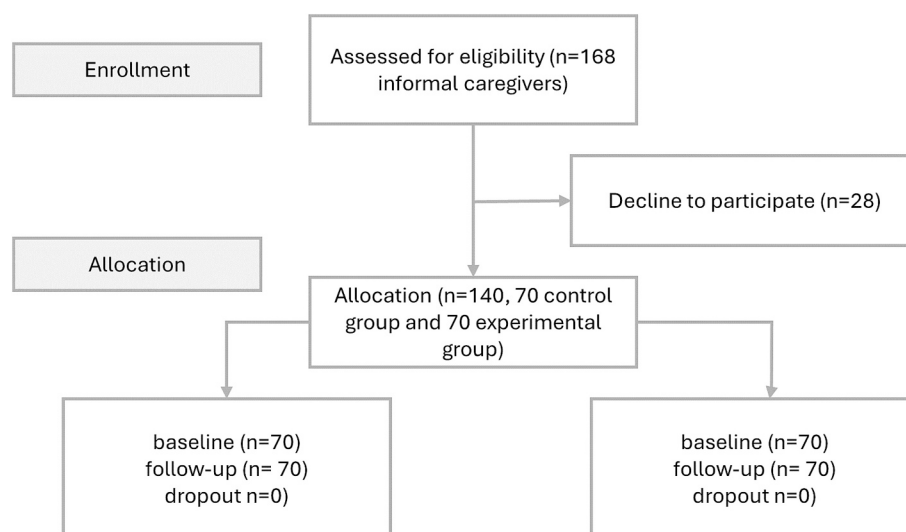 Enrollment
Assessed for eligibility (n=168
informal caregivers)
Decline to participate (n=28)
Allocation
Allocation (n=140, 70 control
group and 70 experimental
group)
baseline (n=70)
follow-up (n= 70)
dropout n=0)
baseline (n=70)
follow-up (n= 70)
dropout n=0)